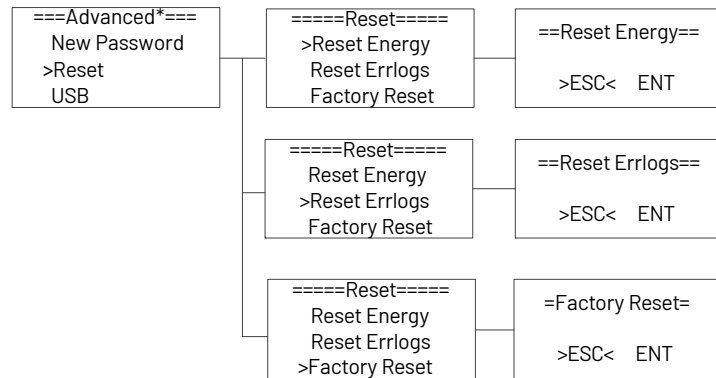 ===Advanced*===
New Password
>Reset
USB
=====Reset=====
>Reset Energy
Reset Errlogs
Factory Reset
==Reset Energy==
>ESC< ENT
=====Reset=====
Reset Energy
>Reset Errlogs
Factory Reset
==Reset Errlogs==
>ESC< ENT
=====Reset=====
Reset Energy
Reset Errlogs
>Factory Reset
=Factory Reset=
>ESC< ENT